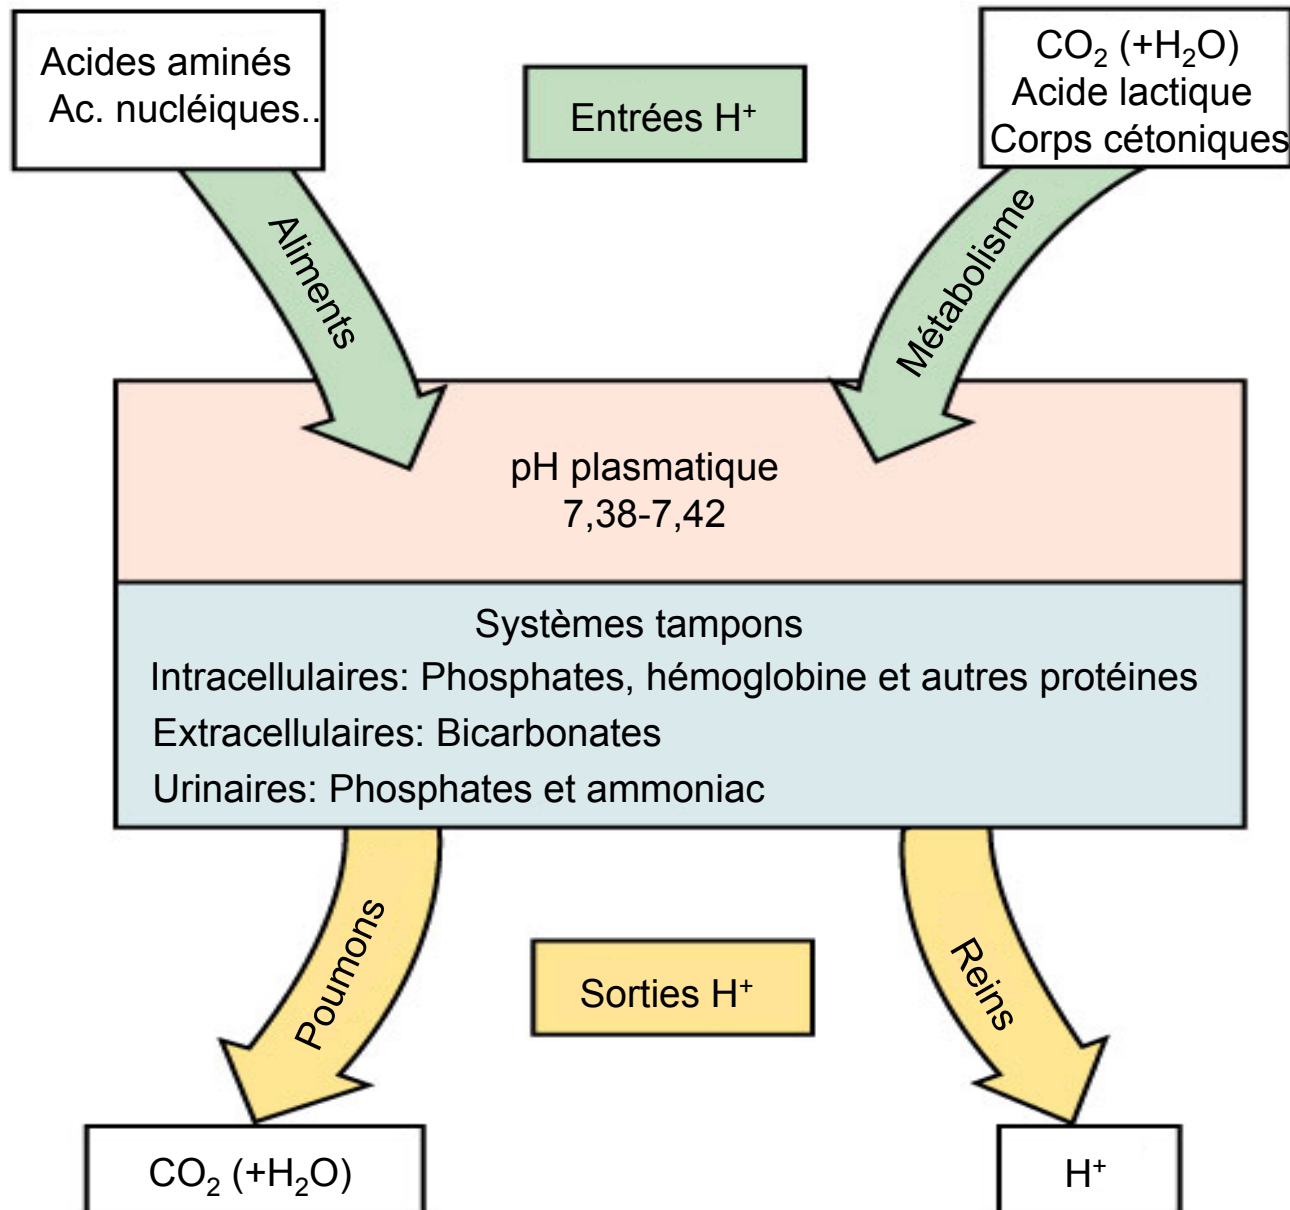 Acides aminés
Ac. nucléiques..
Entrées H⁺
CO₂ (+H₂O)
Acide lactique
Corps cétoniques
Aliments
Métabolisme
pH plasmatique
7,38-7,42
Systèmes tampons
Intracellulaires: Phosphates, hémoglobine et autres protéines
Extracellulaires: Bicarbonates
Urinaires: Phosphates et ammoniac
Poumons
Sorties H⁺
Reins
CO₂ (+H₂O)
H⁺